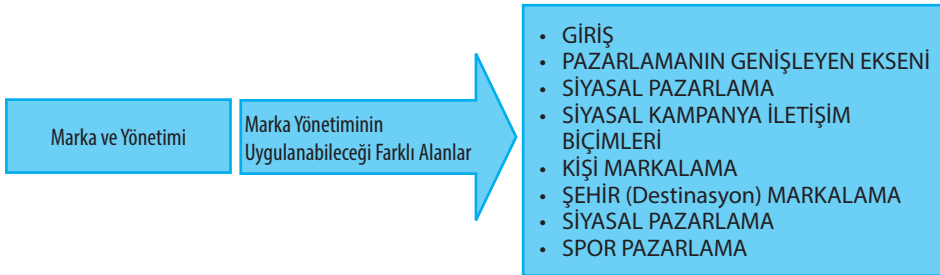 Marka ve Yönetimi
Marka Yönetiminin
Uygulanabileceği Farklı Alanlar
• GİRİŞ
• PAZARLAMANIN GENİŞLEYEN EKSENİ
• SİYASAL PAZARLAMA
• SİYASAL KAMPANYA İLETİŞİM
BİÇİMLERİ
• KİŞİ MARKALAMA
• ŞEHİR (Destinasyon) MARKALAMA
• SİYASAL PAZARLAMA
• SPOR PAZARLAMA